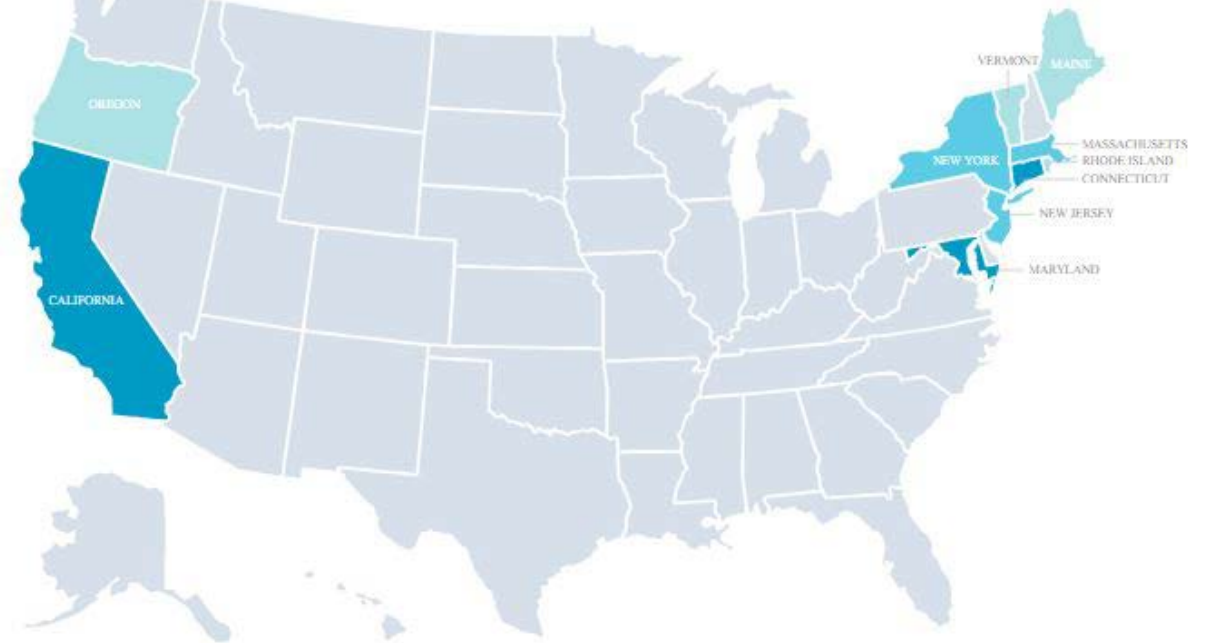 VERMONT
MAINE
OREGON
MASSACHUSETTS
NEW YORK
RHODE ISLAND
CONNECTICUT
NEW JERSEY
MARYLAND
CALIFORNIA